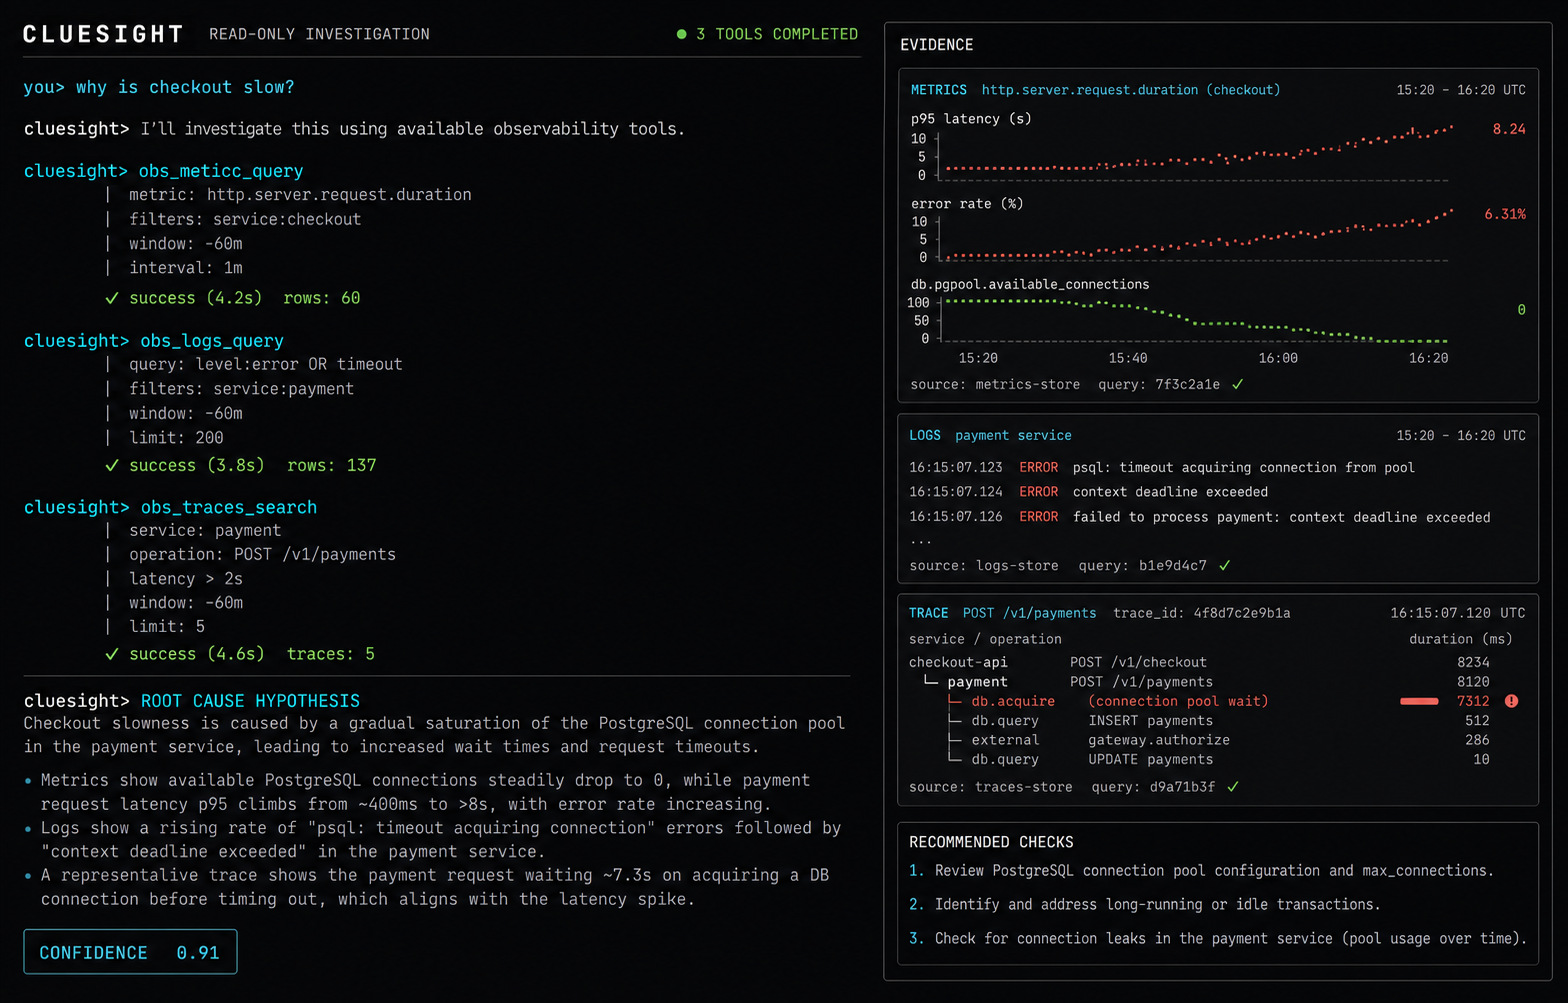 CLUESIGHT READ-ONLY INVESTIGATION ● 3 TOOLS COMPLETED
you> why is checkout slow?
cluesight> I'll investigate this using available observability tools.
cluesight> obs_meticc_query
| metric: http.server.request.duration
| filters: service:checkout
| window: -60m
| interval: 1m
✓ success (4.2s) rows: 60
cluesight> obs_logs_query
| query: level:error OR timeout
| filters: service:payment
| window: -60m
| limit: 200
✓ success (3.8s) rows: 137
cluesight> obs_traces_search
| service: payment
| operation: POST /v1/payments
| latency > 2s
| window: -60m
| limit: 5
✓ success (4.6s) traces: 5
cluesight> ROOT CAUSE HYPOTHESIS
Checkout slowness is caused by a gradual saturation of the PostgreSQL connection pool
in the payment service, leading to increased wait times and request timeouts.
• Metrics show available PostgreSQL connections steadily drop to 0, while payment
request latency p95 climbs from ~400ms to >8s, with error rate increasing.
• Logs show a rising rate of "psql: timeout acquiring connection" errors followed by
"context deadline exceeded" in the payment service.
• A representalive trace shows the payment request waiting ~7.3s on acquiring a DB
connection before timing out, which aligns with the latency spike.
CONFIDENCE 0.91
EVIDENCE
METRICS http.server.request.duration (checkout) 15:20 – 16:20 UTC
p95 latency (s)
8.24
10
5
0
error rate (%)
6.31%
10
5
0
db.pgpool.available_connections
100
0
50
0
15:20 15:40 16:00 16:20
source: metrics-store query: 7f3c2a1e ✓
LOGS payment service 15:20 – 16:20 UTC
16:15:07.123 ERROR psql: timeout acquiring connection from pool
16:15:07.124 ERROR context deadline exceeded
16:15:07.126 ERROR failed to process payment: context deadline exceeded
...
source: logs-store query: b1e9d4c7 ✓
TRACE POST /v1/payments trace_id: 4f8d7c2e9b1a 16:15:07.120 UTC
service / operation duration (ms)
checkout-api POST /v1/checkout 8234
payment POST /v1/payments 8120
db.acquire (connection pool wait) 7312 !
db.query INSERT payments 512
external gateway.authorize 286
db.query UPDATE payments 10
source: traces-store query: d9a71b3f ✓
RECOMMENDED CHECKS
1. Review PostgreSQL connection pool configuration and max_connections.
2. Identify and address long-running or idle transactions.
3. Check for connection leaks in the payment service (pool usage over time).